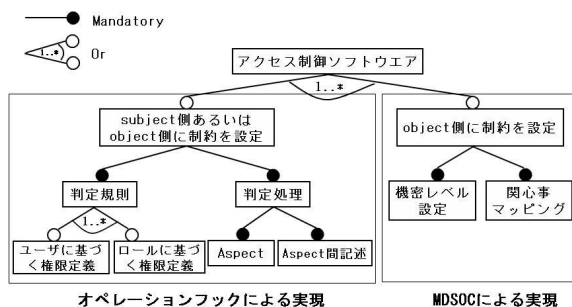 Mandatory
1..*
Or
アクセス制御ソフトウエア
1..*
subject側あるいは
object側に制約を設定
object側に制約を設定
判定規則
判定処理
機密レベル
設定
関心事
マッピング
1..*
ユーザに基づ
く権限定義
ロールに基づ
く権限定義
Aspect
Aspect間記述
オペレーションフックによる実現
MDSOCによる実現